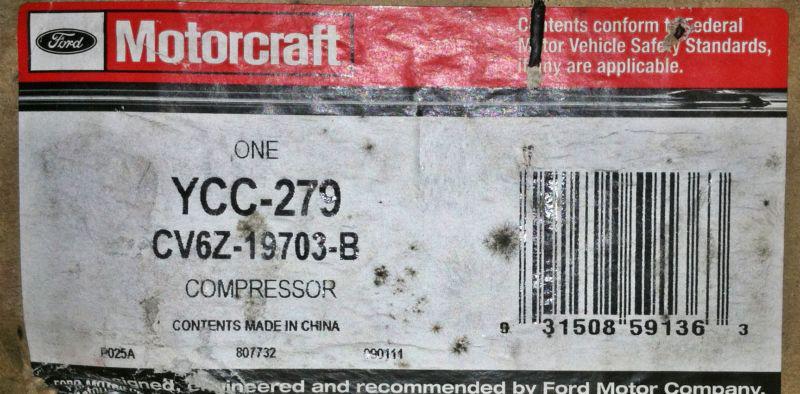 Ford Motorcraft
Contents conform to Federal
Motor Vehicle Safety Standards,
if any are applicable.
ONE
YCC-279
CV6Z-19703-B
COMPRESSOR
CONTENTS MADE IN CHINA
P025A 807732 090111
9 31508 59136 3
engineered and recommended by Ford Motor Company.